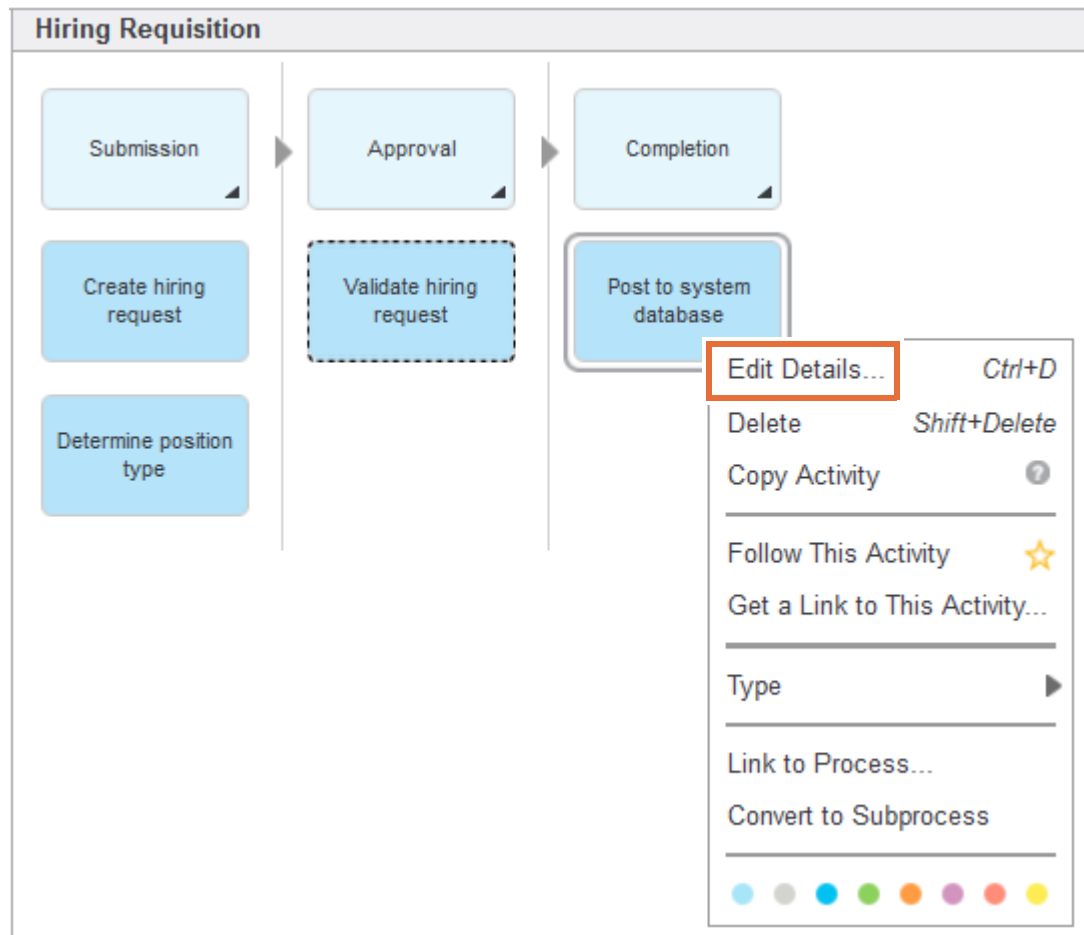 Hiring Requisition
Submission
Approval
Completion
Create hiring
request
Validate hiring
request
Post to system
database
Determine position
type
Edit Details... Ctrl+D
Delete Shift+Delete
Copy Activity ?
Follow This Activity
Get a Link to This Activity...
Type
Link to Process...
Convert to Subprocess